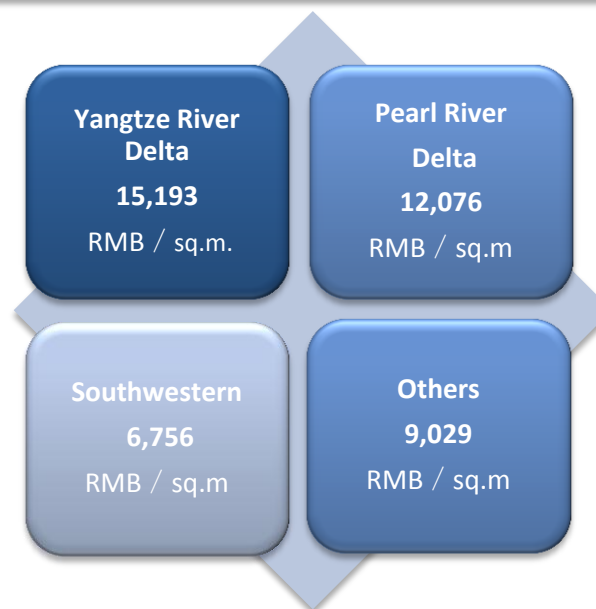 Yangtze River
Delta
15,193
RMB / sq.m.
Pearl River
Delta
12,076
RMB / sq.m
Southwestern
6,756
RMB / sq.m
Others
9,029
RMB / sq.m